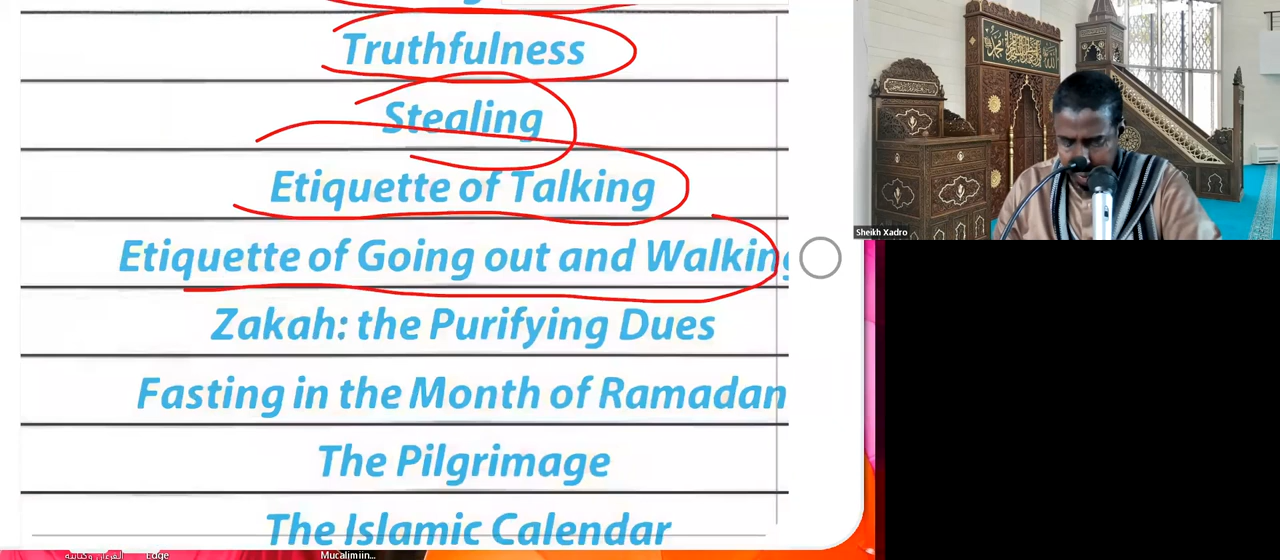 Truthfulness
Stealing
Etiquette of Talking
Etiquette of Going out and Walking
Zakah: the Purifying Dues
Fasting in the Month of Ramadan
The Pilgrimage
The Islamic Calendar
Sheikh Xadro
Edge
Mucalimiin...